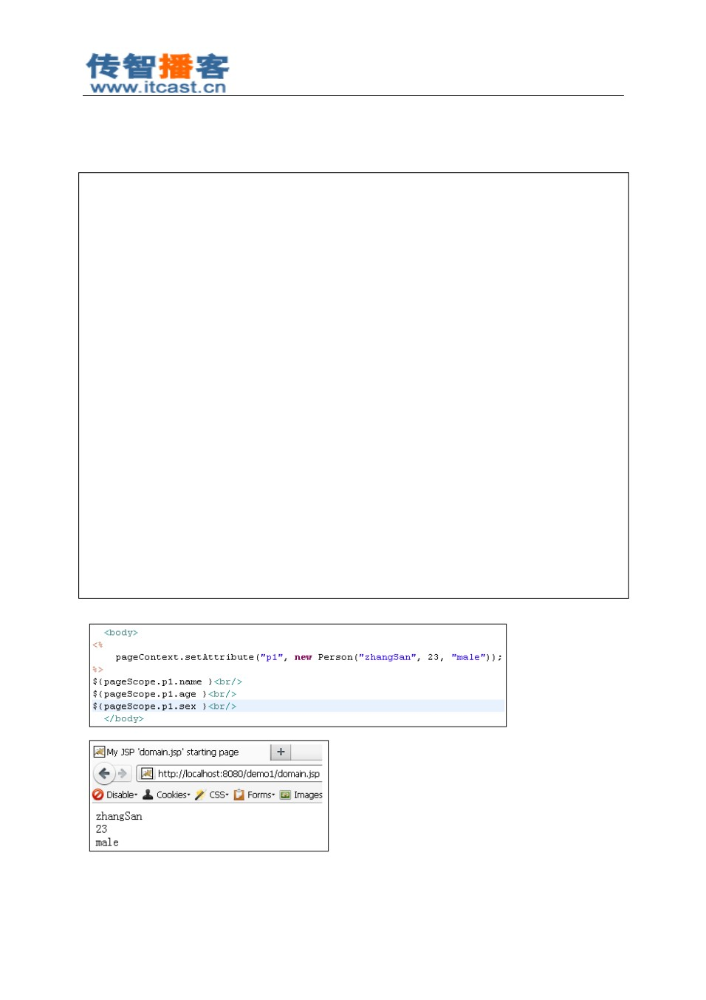 传智播客
www.itcast.cn
<body>
<%
pageContext.setAttribute("p1", new Person("zhangSan", 23, "male"));
%>
${pageScope.p1.name }<br/>
${pageScope.p1.age }<br/>
${pageScope.p1.sex }<br/>
</body>
My JSP 'domain.jsp' starting page
http://localhost:8080/demo1/domain.jsp
Disable Cookies CSS Forms Images
zhangSan
23
male